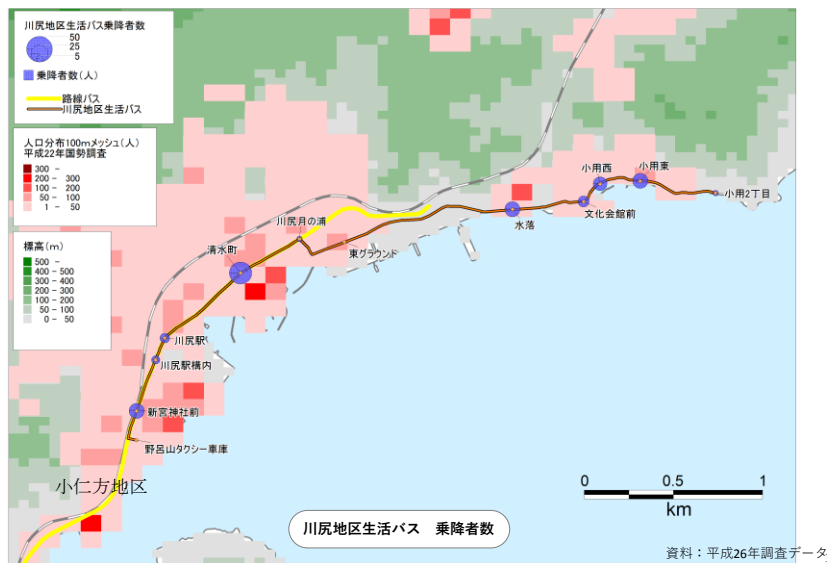 川尻地区生活バス乗降者数
50
25
5
乗降者数(人)
路線バス
川尻地区生活バス
人口分布100mメッシュ(人)
平成22年国勢調査
300 -
200 - 300
100 - 200
50 - 100
1 - 50
標高(m)
500 -
400 - 500
300 - 400
200 - 300
100 - 200
50 - 100
0 - 50
小用西
小用東
小用2丁目
文化会館前
水落
川尻月の浦
東グラウンド
清水町
川尻駅
川尻駅構内
新宮神社前
野呂山タクシー車庫
小仁方地区
0 0.5 1
km
川尻地区生活バス 乗降者数
資料:平成26年調査データ